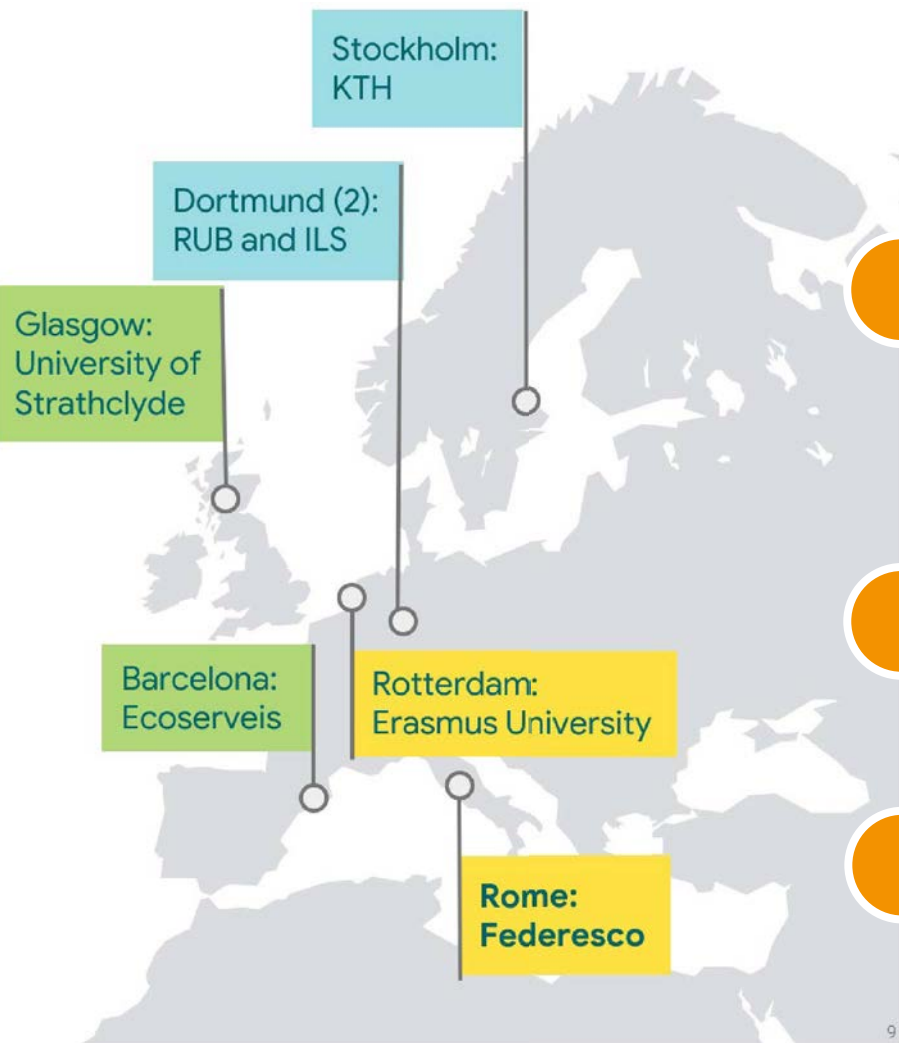 Stockholm:
KTH
Dortmund (2):
RUB and ILS
Glasgow:
University of
Strathclyde
Barcelona:
Ecoserveis
Rotterdam:
Erasmus University
Rome:
Federesco
9